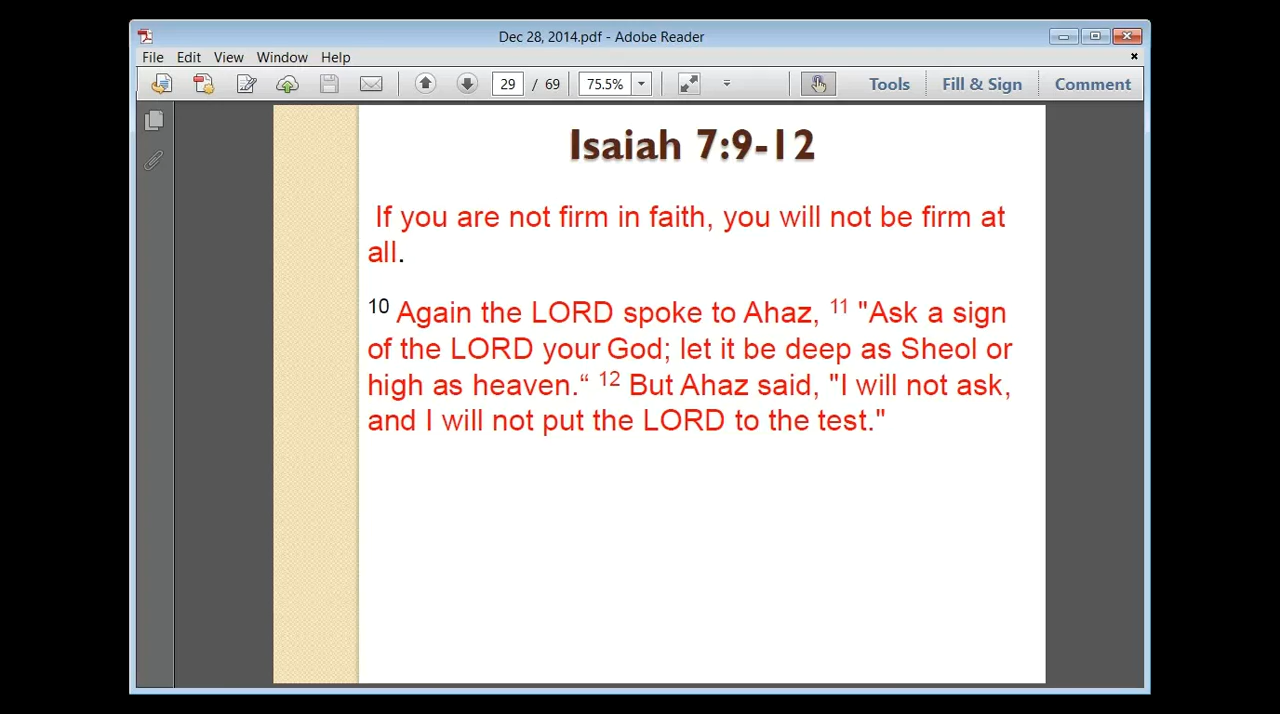 Dec 28, 2014.pdf - Adobe Reader
File Edit View Window Help
29 / 69 75.5% Tools Fill & Sign Comment
Isaiah 7:9-12
If you are not firm in faith, you will not be firm at
all.
10 Again the LORD spoke to Ahaz, 11 "Ask a sign
of the LORD your God; let it be deep as Sheol or
high as heaven.“ 12 But Ahaz said, "I will not ask,
and I will not put the LORD to the test."